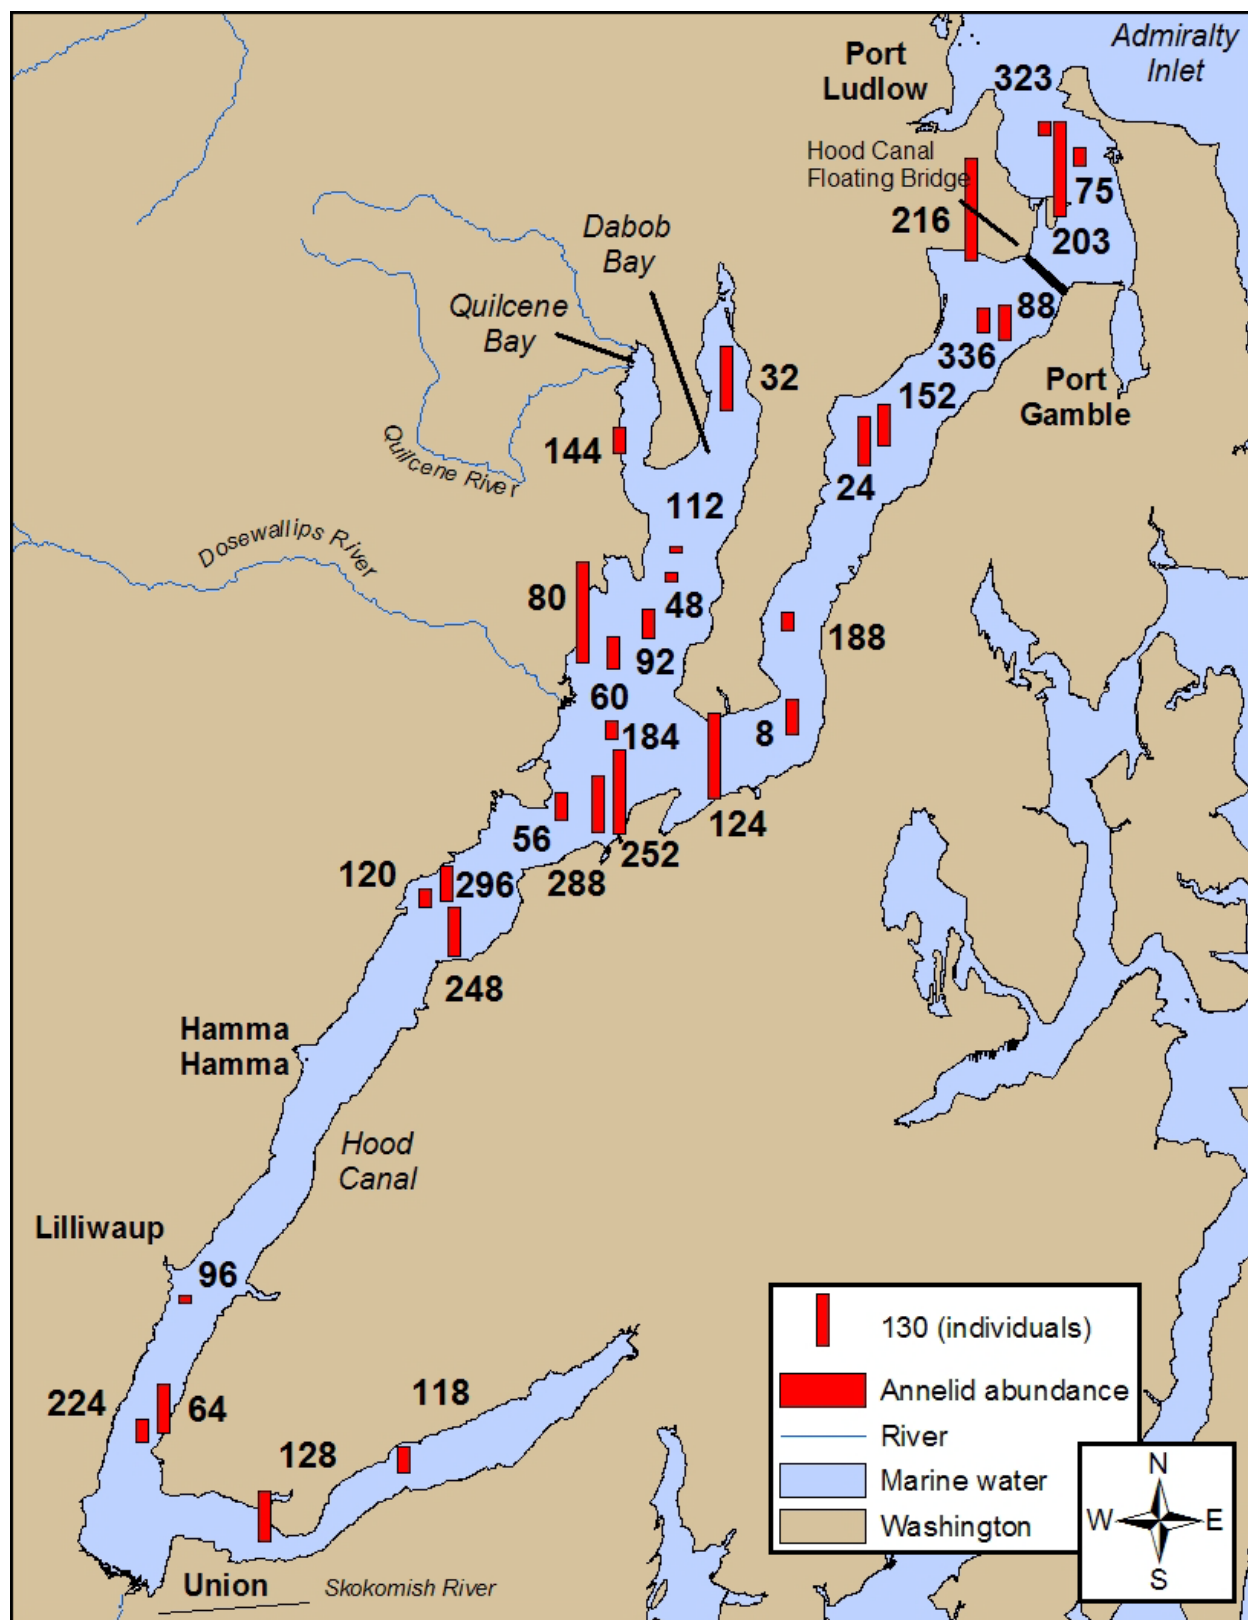 Admiralty
Inlet
Port
Ludlow
323
Hood Canal
Floating Bridge
75
216
203
Dabob
Bay
Quilcene
Bay
88
336
32
Port
Gamble
152
144
Quilcene River
24
112
Dosewallips River
80
48
188
92
60
184
8
124
56
252
288
120
296
248
Hamma
Hamma
Hood
Canal
Lilliwaup
96
224
64
118
128
Union
Skokomish River
130 (individuals)
Annelid abundance
River
Marine water
Washington
N
W
E
S